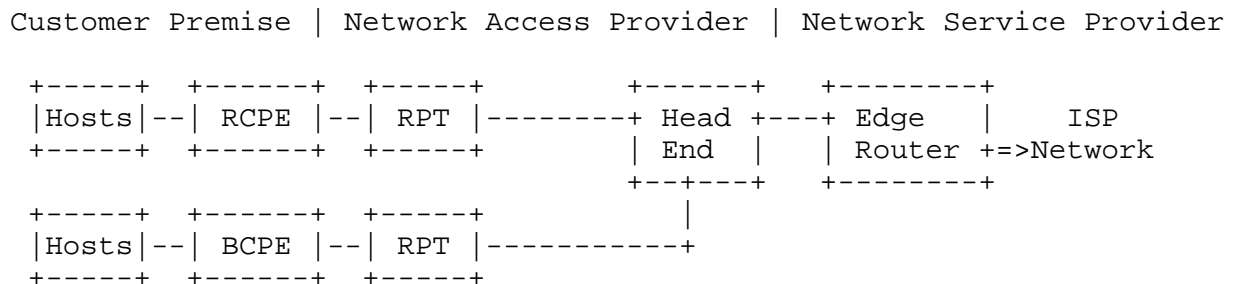 Customer Premise | Network Access Provider | Network Service Provider
+-----+  +------+  +-----+           +------+   +--------+
|Hosts|--| RCPE |--| RPT |--------+ Head +---+ Edge   |    ISP
+-----+  +------+  +-----+           | End  |   | Router +=>Network
                                     +--+---+   +--------+
+-----+  +------+  +-----+              |
|Hosts|--| BCPE |--| RPT |-----------+
+-----+  +------+  +-----+